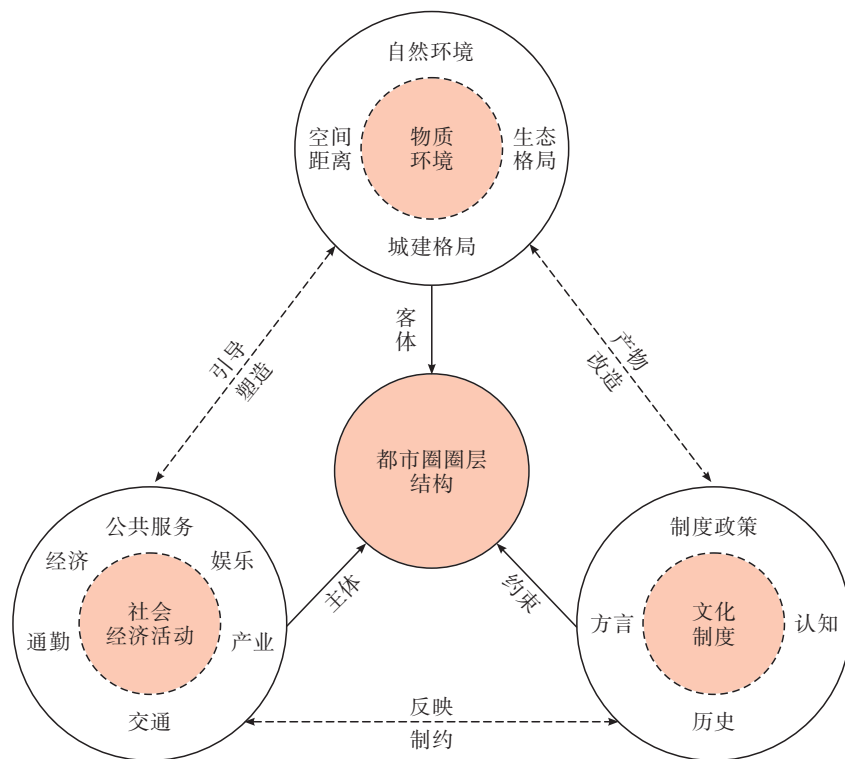 自然环境
空间
距离
物质
环境
生态
格局
城建格局
客体
引导
塑造
产物
改造
都市圈圈层
结构
公共服务
经济
娱乐
社会
经济活动
通勤
产业
交通
主体
约束
制度政策
方言
文化
制度
认知
历史
反映
制约